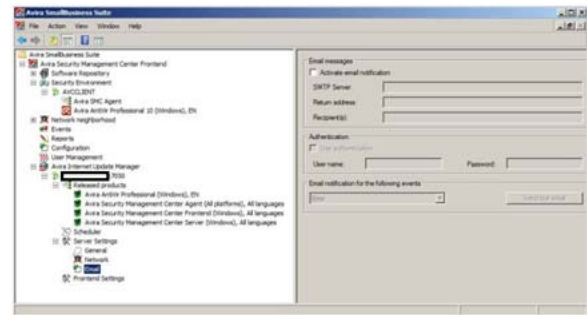 Avira SmallBusiness Suite
File Action View Window Help
Avira SmallBusiness Suite
Avira Security Management Center Frontend
Software Repository
Security Environment
AVCCLIENT
Avira SMC Agent
Avira AntiVir Professional 10 (Windows), EN
Network neighborhood
Events
Reports
Configuration
User Management
Avira Internet Update Manager
7050
Released products
Avira AntiVir Professional (Windows), EN
Avira Security Management Center Agent (All platforms), All languages
Avira Security Management Center Frontend (Windows), All languages
Avira Security Management Center Server (Windows), All languages
Scheduler
Server Settings
General
Network
Email
Frontend Settings
Email messages
Activate email notification
SMTP Server:
Return address:
Recipient(s):
Authentication
Use authentication
User name:
Password:
Email notification for the following events
Error
Send test email